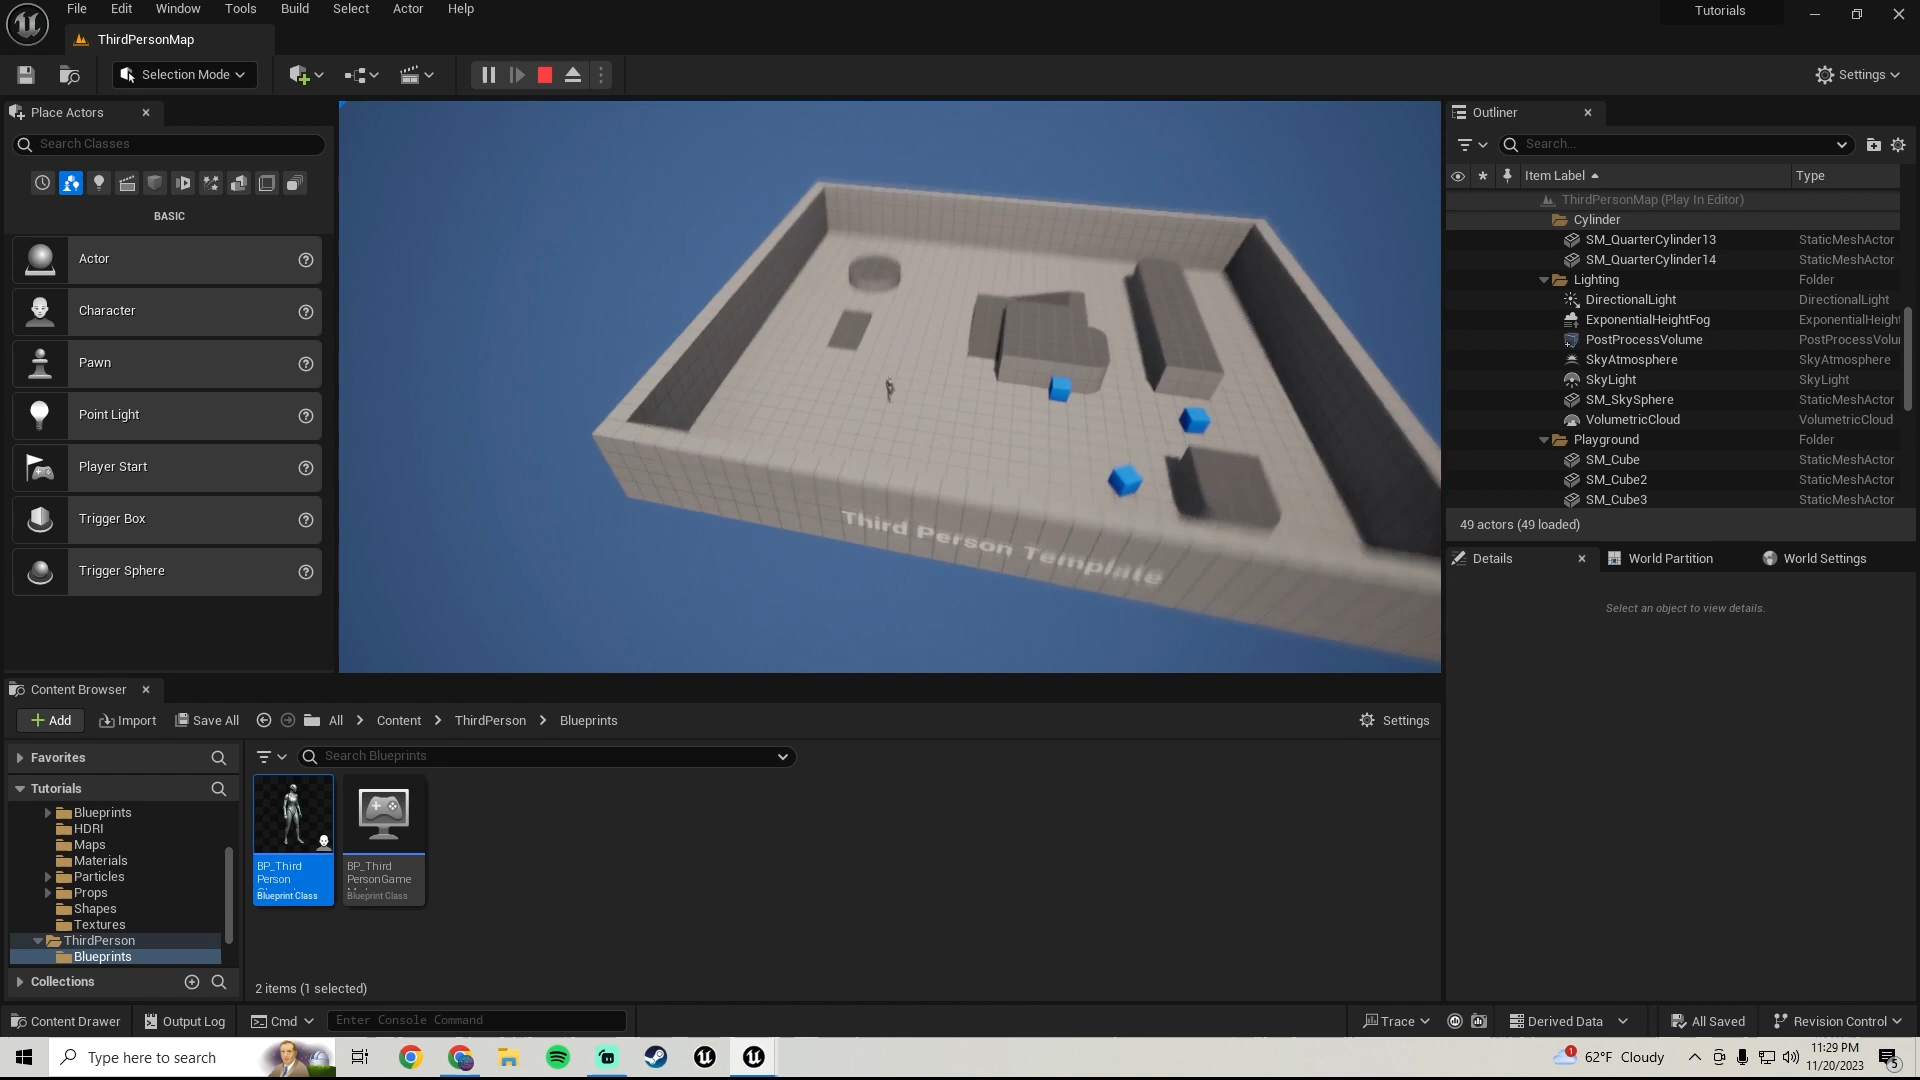 File Edit Window Tools Build Select Actor Help
Tutorials
ThirdPersonMap
Selection Mode
Settings
Place Actors
Search Classes
BASIC
Actor
Character
Pawn
Point Light
Player Start
Trigger Box
Trigger Sphere
Third Person Template
Outliner
Search...
Item Label Type
ThirdPersonMap (Play In Editor)
Cylinder
SM_QuarterCylinder13 StaticMeshActor
SM_QuarterCylinder14 StaticMeshActor
Lighting Folder
DirectionalLight DirectionalLight
ExponentialHeightFog ExponentialHeight
PostProcessVolume PostProcessVolu
SkyAtmosphere SkyAtmosphere
SkyLight SkyLight
SM_SkySphere StaticMeshActor
VolumetricCloud VolumetricCloud
Playground Folder
SM_Cube StaticMeshActor
SM_Cube2 StaticMeshActor
SM_Cube3 StaticMeshActor
49 actors (49 loaded)
Details World Partition World Settings
Select an object to view details.
Content Browser
Add Import Save All All Content ThirdPerson Blueprints Settings
Favorites
Search Blueprints
Tutorials
Blueprints
HDRI
Maps
Materials
Particles
Props
Shapes
Textures
ThirdPerson
Blueprints
Collections
BP_Third
Person
Blueprint Class
BP_Third
PersonGame
Blueprint Class
2 items (1 selected)
Content Drawer Output Log Cmd Enter Console Command Trace Derived Data All Saved Revision Control
Type here to search
62°F Cloudy
11:29 PM
11/20/2023
1
5